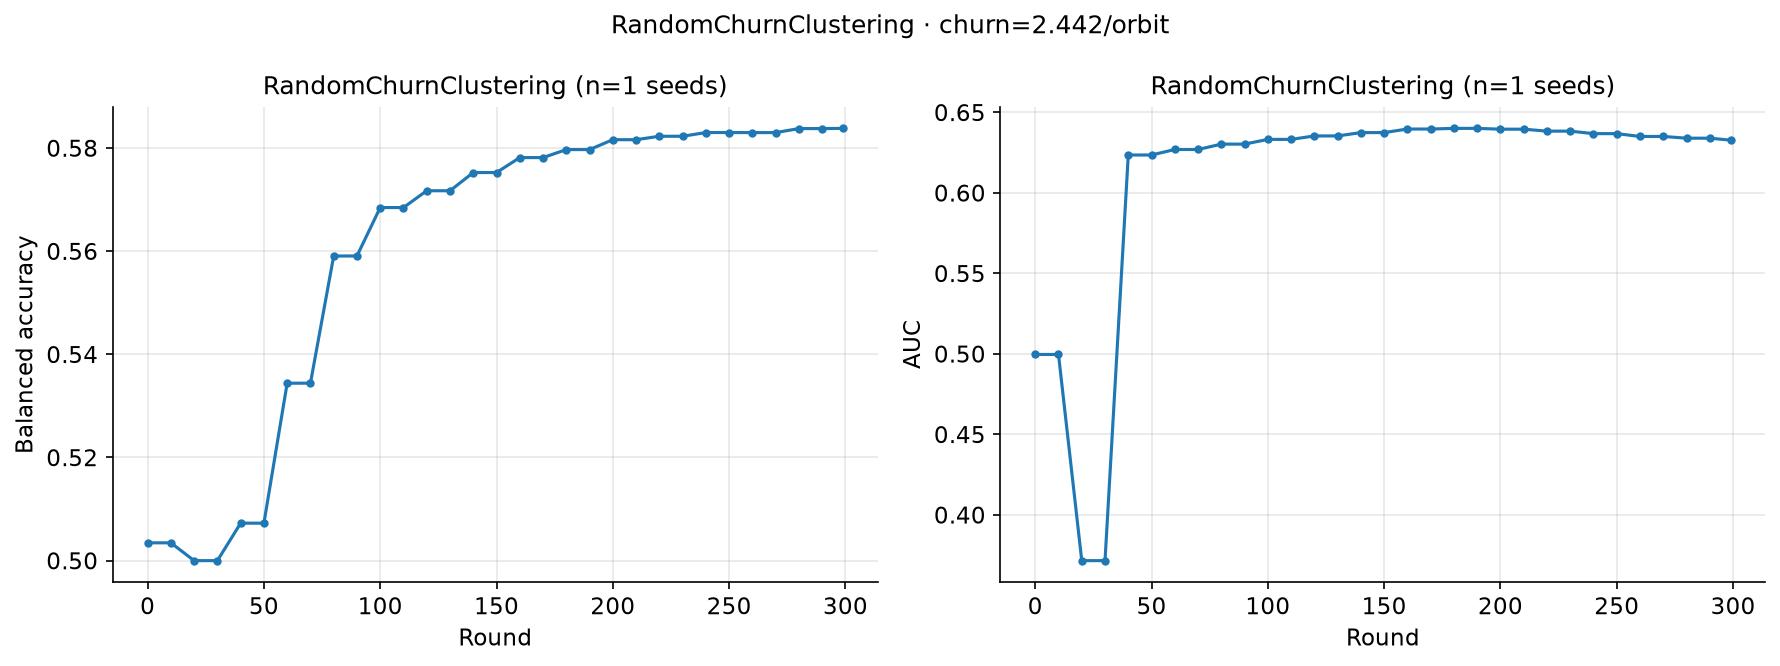 RandomChurnClustering · churn=2.442/orbit
RandomChurnClustering (n=1 seeds)
Balanced accuracy
0.58
0.56
0.54
0.52
0.50
0 50 100 150 200 250 300
Round
RandomChurnClustering (n=1 seeds)
AUC
0.65
0.60
0.55
0.50
0.45
0.40
0 50 100 150 200 250 300
Round